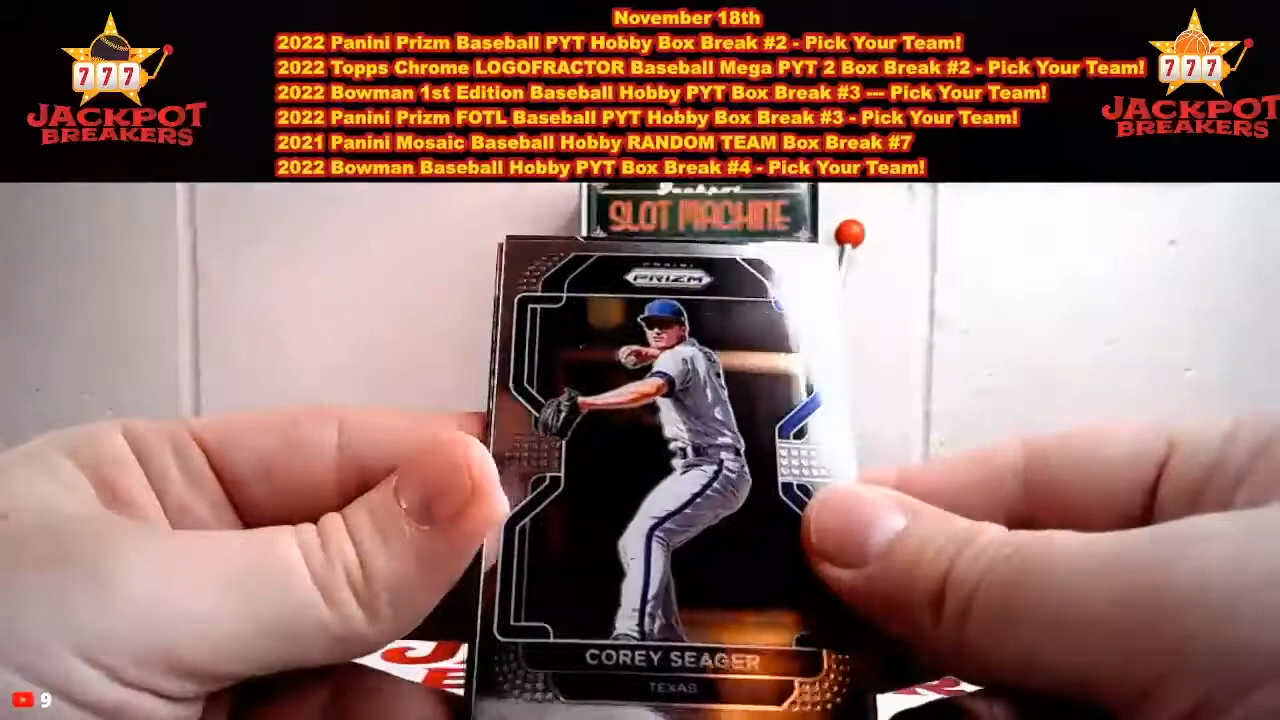 November 18th
2022 Panini Prizm Baseball PYT Hobby Box Break #2 - Pick Your Team!
2022 Topps Chrome LOGOFRACTOR Baseball Mega PYT 2 Box Break #2 - Pick Your Team!
2022 Bowman 1st Edition Baseball Hobby PYT Box Break #3 --- Pick Your Team!
2022 Panini Prizm FOTL Baseball PYT Hobby Box Break #3 - Pick Your Team!
2021 Panini Mosaic Baseball Hobby RANDOM TEAM Box Break #7
2022 Bowman Baseball Hobby PYT Box Break #4 - Pick Your Team!
777
JACKPOT
BREAKERS
777
JACKPOT
BREAKERS
Jackpot
SLOT MACHINE
PANINI
PRIZM
COREY SEAGER
TEXAS
9